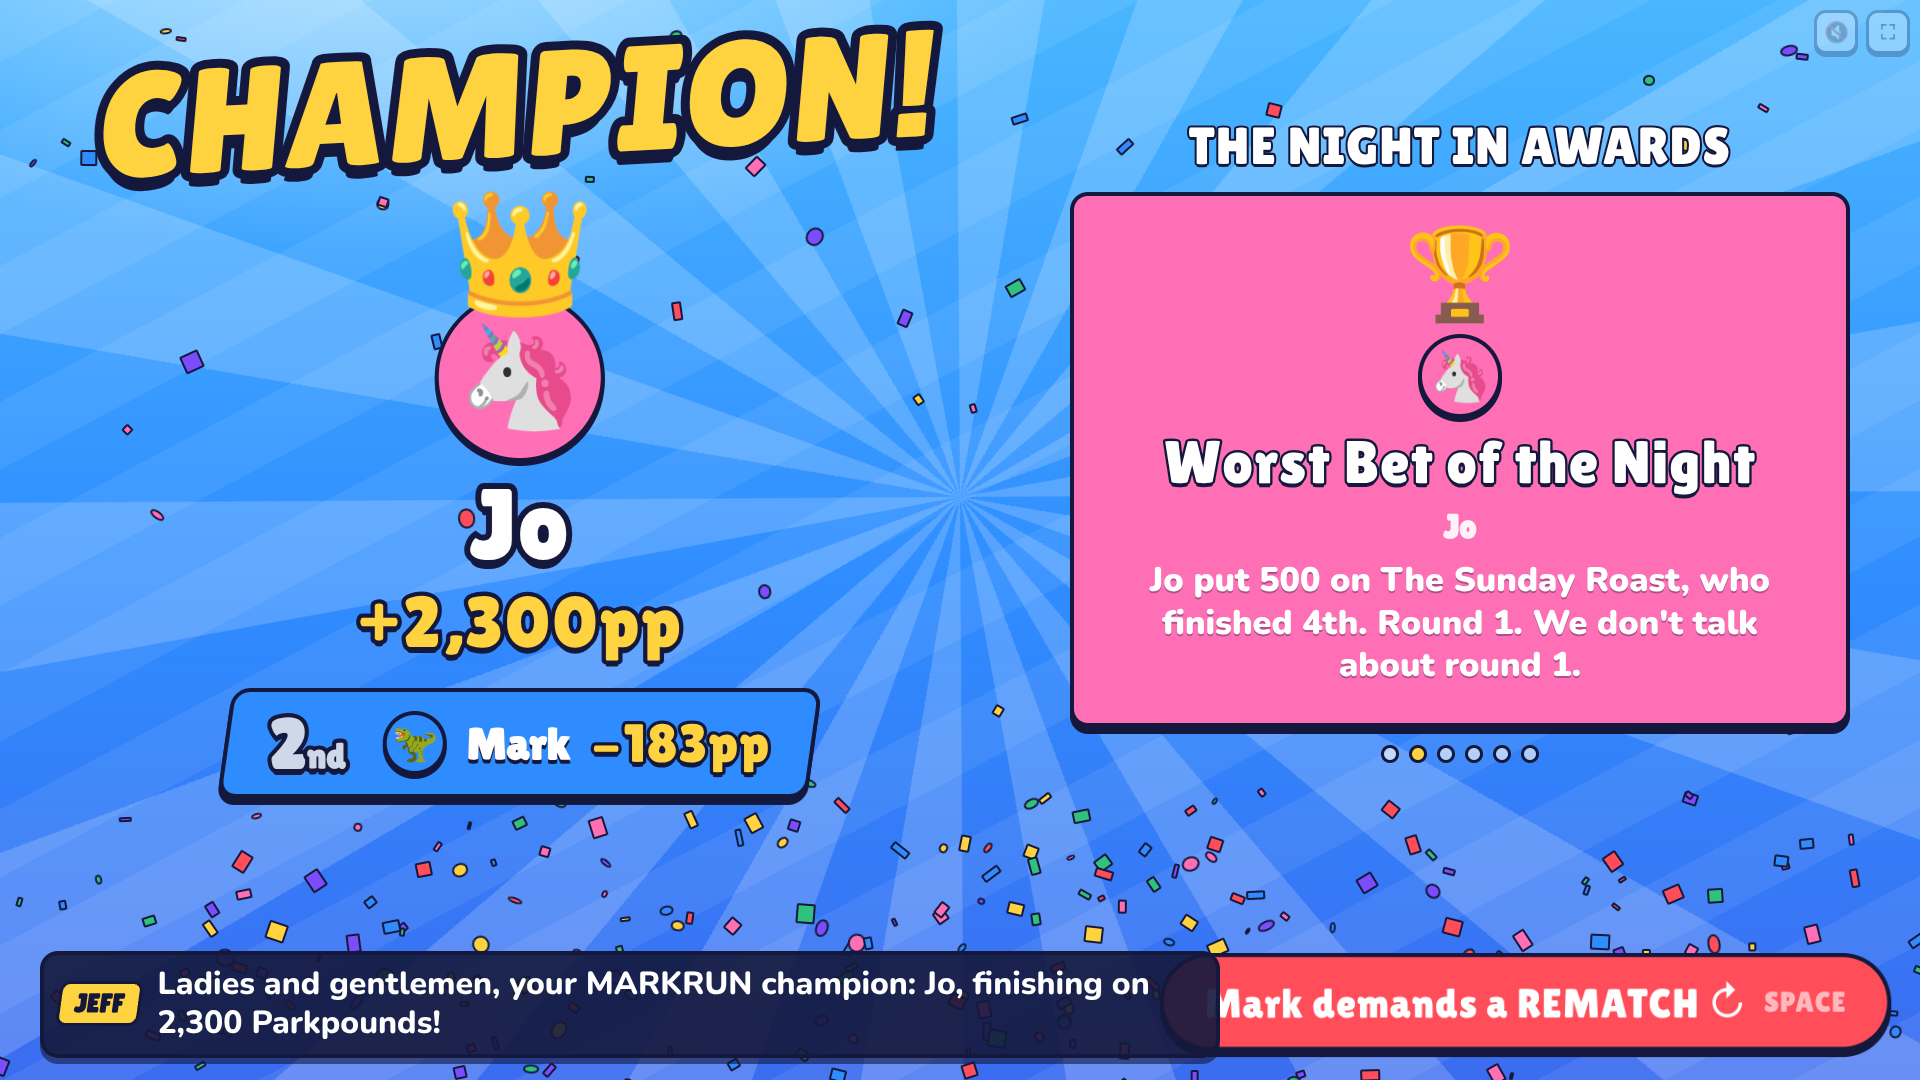 CHAMPION!
Jo
+2,300pp
2nd Mark -183pp
THE NIGHT IN AWARDS
Worst Bet of the Night
Jo
Jo put 500 on The Sunday Roast, who
finished 4th. Round 1. We don't talk
about round 1.
JEFF
Ladies and gentlemen, your MARKRUN champion: Jo, finishing on
2,300 Parkpounds!
Mark demands a REMATCH SPACE